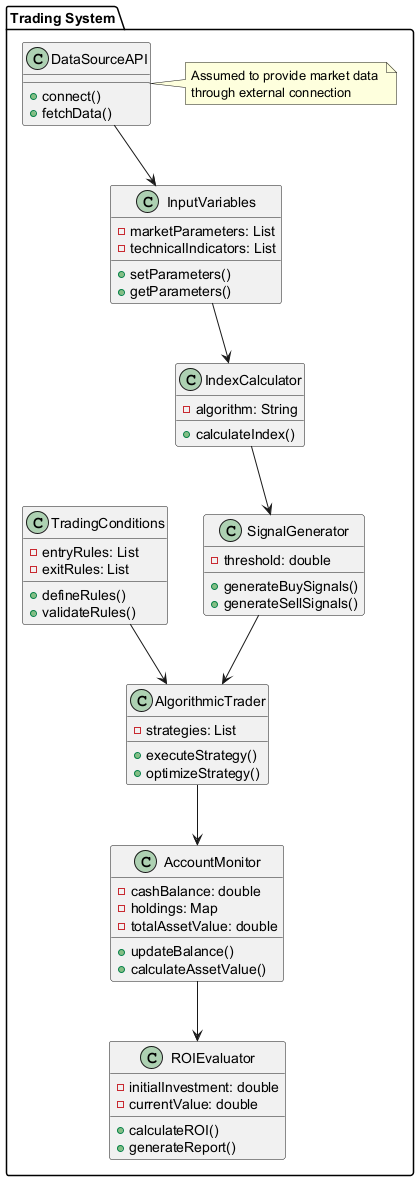 Trading System
C DataSourceAPI
connect()
fetchData()
Assumed to provide market data
through external connection
C InputVariables
marketParameters: List
technicalIndicators: List
setParameters()
getParameters()
C IndexCalculator
algorithm: String
calculateIndex()
C TradingConditions
entryRules: List
exitRules: List
defineRules()
validateRules()
C SignalGenerator
threshold: double
generateBuySignals()
generateSellSignals()
C AlgorithmicTrader
strategies: List
executeStrategy()
optimizeStrategy()
C AccountMonitor
cashBalance: double
holdings: Map
totalAssetValue: double
updateBalance()
calculateAssetValue()
C ROIEvaluator
initialInvestment: double
currentValue: double
calculateROI()
generateReport()